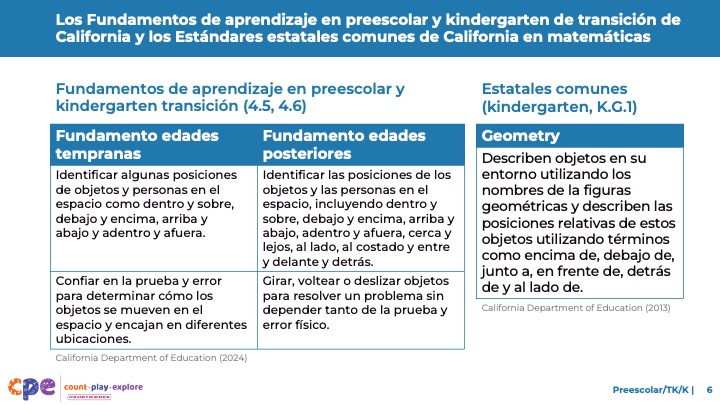 Los Fundamentos de aprendizaje en preescolar y kindergarten de transición de
California y los Estándares estatales comunes de California en matemáticas
Fundamentos de aprendizaje en preescolar y
kindergarten transición (4.5, 4.6)
Fundamento edades
tempranas
Fundamento edades
posteriores
Identificar algunas posiciones
de objetos y personas en el
espacio como dentro y sobre,
debajo y encima, arriba y
abajo y adentro y afuera.
Identificar las posiciones de los
objetos y las personas en el
espacio, incluyendo dentro y
sobre, debajo y encima, arriba y
abajo, adentro y afuera, cerca y
lejos, al lado, al costado y entre
y delante y detrás.
Confiar en la prueba y error
para determinar cómo los
objetos se mueven en el
espacio y encajan en diferentes
ubicaciones.
Girar, voltear o deslizar objetos
para resolver un problema sin
depender tanto de la prueba y
error físico.
California Department of Education (2024)
Estatales comunes
(kindergarten, K.G.1)
Geometry
Describen objetos en su
entorno utilizando los
nombres de la figuras
geométricas y describen las
posiciones relativas de estos
objetos utilizando términos
como encima de, debajo de,
junto a, en frente de, detrás
de y al lado de.
California Department of Education (2013)
cpe
count·play·explore
Preescolar/TK/K | 6